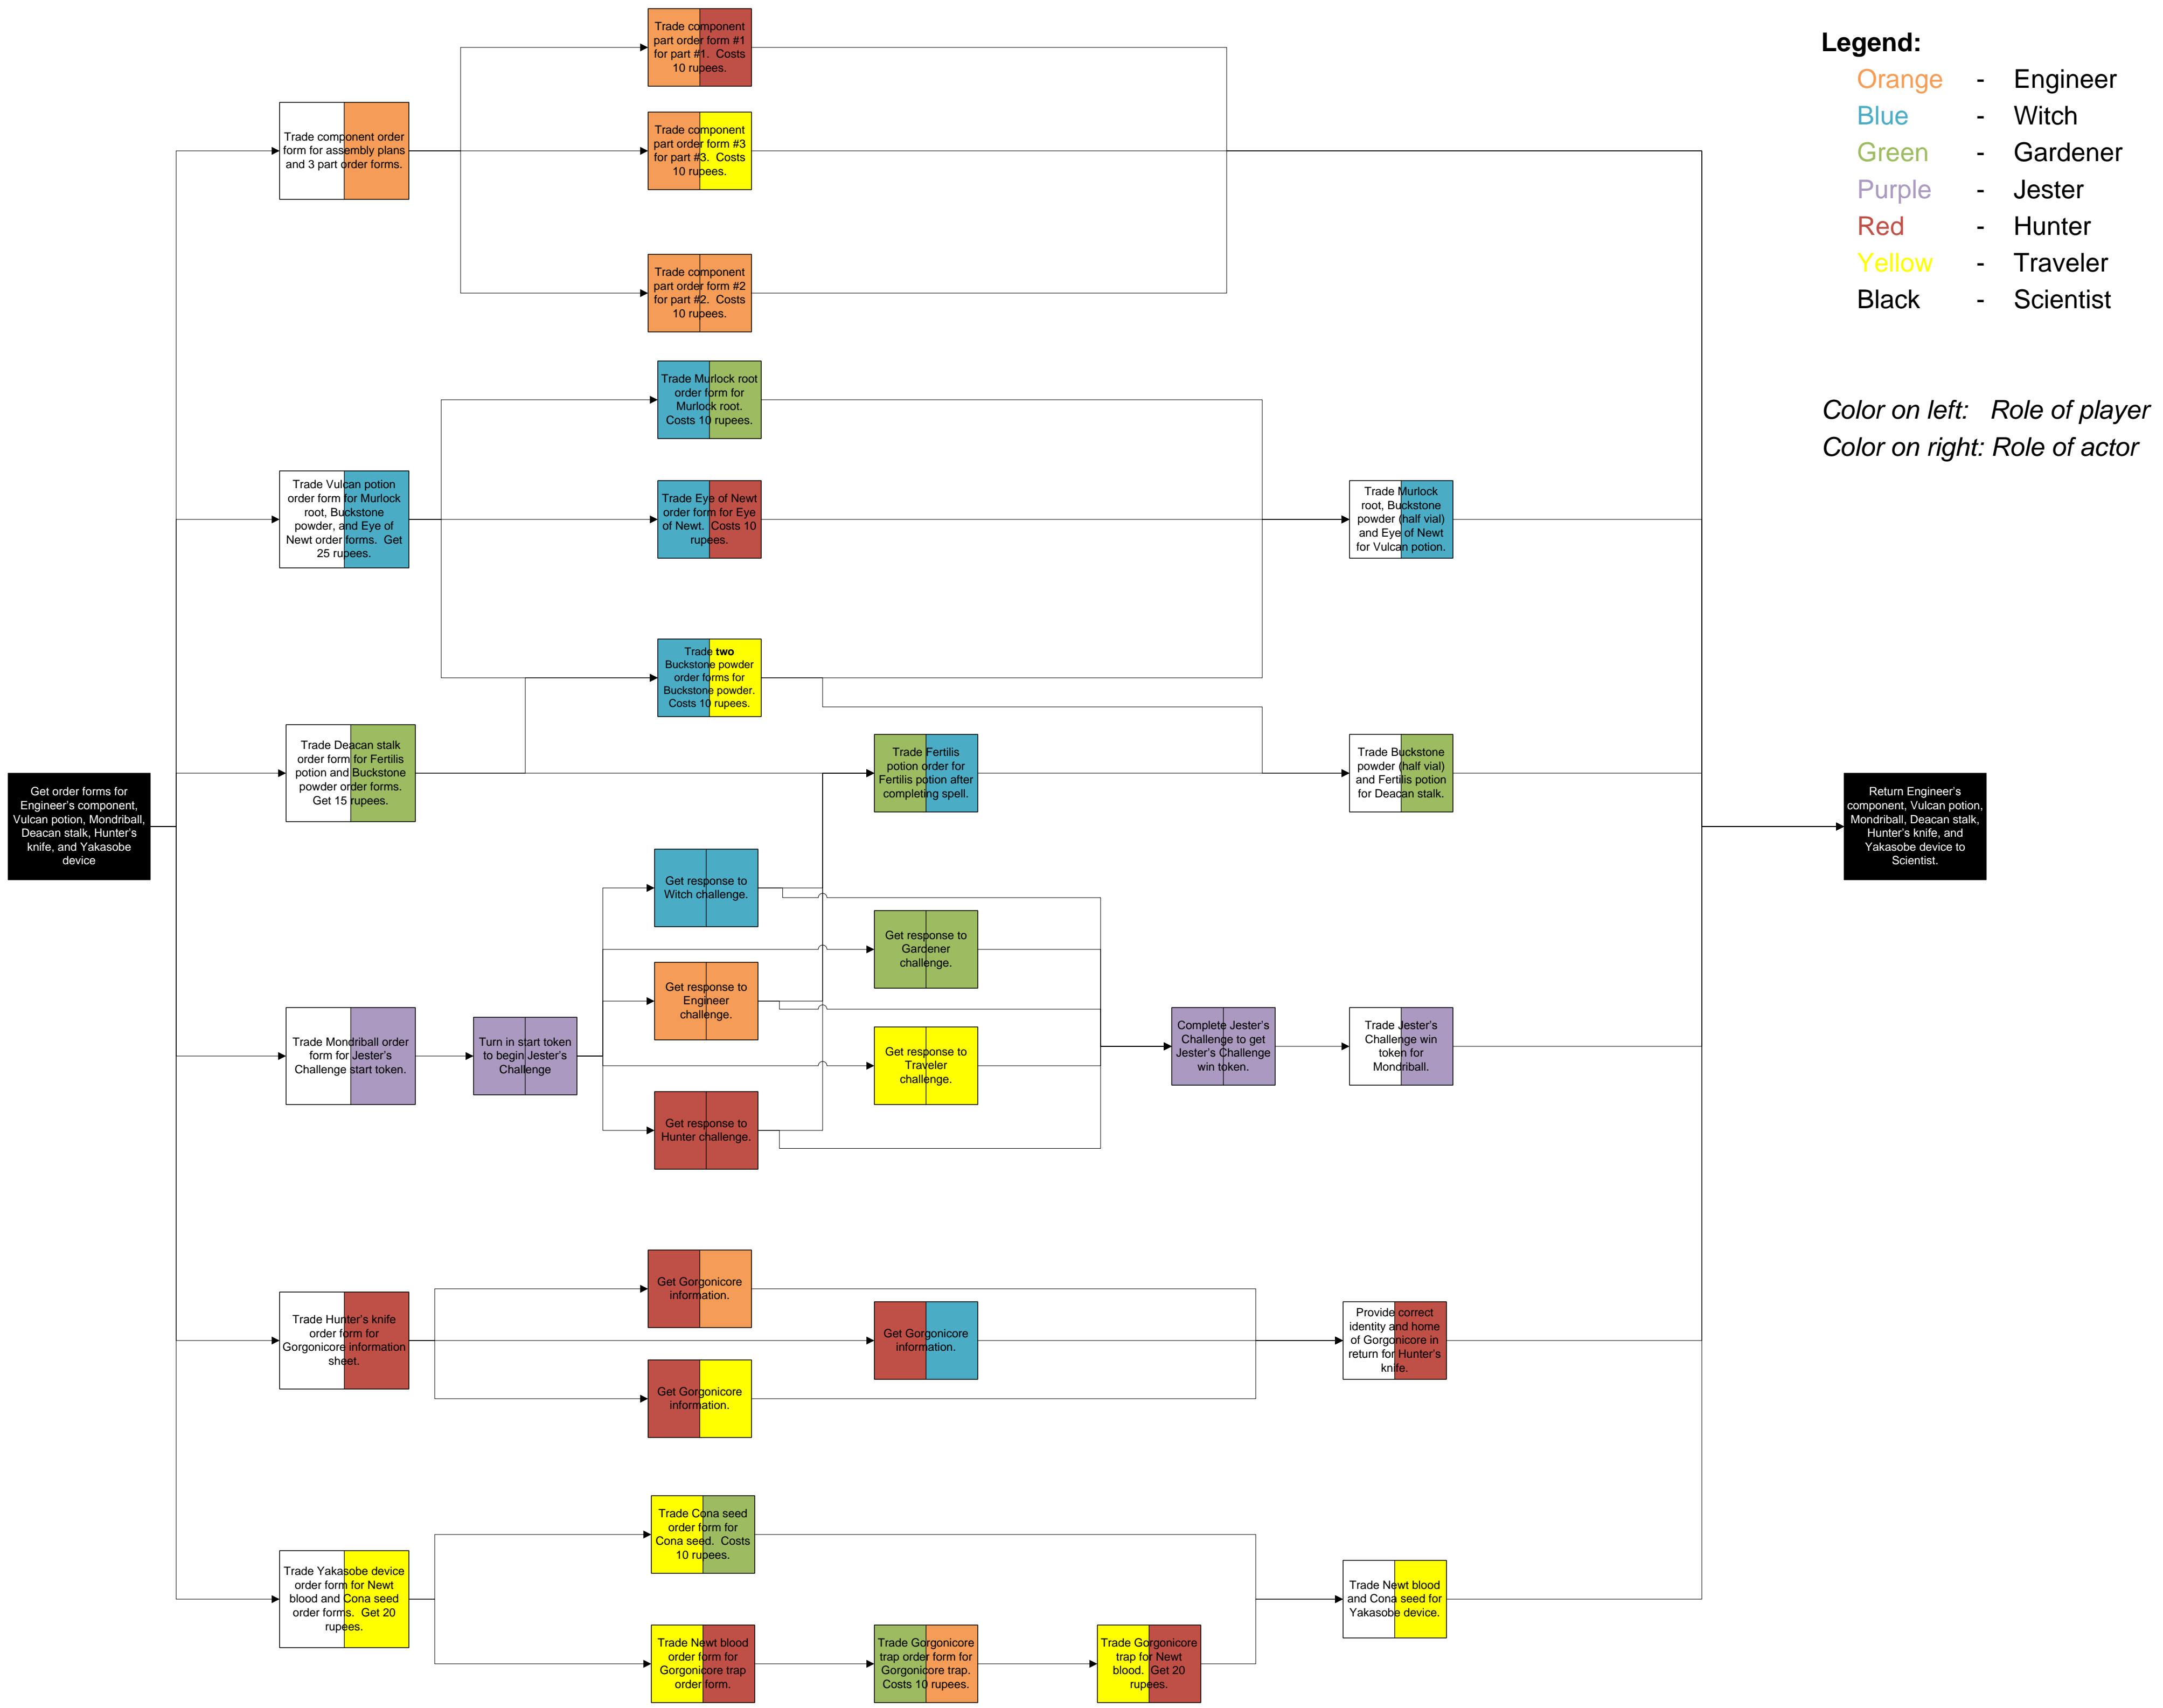 Trade component
part order form #1
for part #1.  Costs
10 rupees.
Trade component order
form for assembly plans
and 3 part order forms.
Trade component
part order form #3
for part #3.  Costs
10 rupees.
Trade component
part order form #2
for part #2.  Costs
10 rupees.
Legend:
Orange - Engineer
Blue - Witch
Green - Gardener
Purple - Jester
Red - Hunter
Yellow - Traveler
Black - Scientist
Color on left:   Role of player
Color on right: Role of actor
Trade Murlock root
order form for
Murlock root.
Costs 10 rupees.
Trade Vulcan potion
order form for Murlock
root, Buckstone
powder, and Eye of
Newt order forms.  Get
25 rupees.
Trade Eye of Newt
order form for Eye
of Newt.  Costs 10
rupees.
Trade Murlock
root, Buckstone
powder (half vial)
and Eye of Newt
for Vulcan potion.
Trade two
Buckstone powder
order forms for
Buckstone powder.
Costs 10 rupees.
Trade Deacan stalk
order form for Fertilis
potion and Buckstone
powder order forms.
Get 15 rupees.
Trade Fertilis
potion order for
Fertilis potion after
completing spell.
Trade Buckstone
powder (half vial)
and Fertilis potion
for Deacan stalk.
Get order forms for
Engineer's component,
Vulcan potion, Mondriball,
Deacan stalk, Hunter's
knife, and Yakasobe
device
Return Engineer's
component, Vulcan potion,
Mondriball, Deacan stalk,
Hunter's knife, and
Yakasobe device to
Scientist.
Get response to
Witch challenge.
Get response to
Gardener
challenge.
Get response to
Engineer
challenge.
Trade Mondriball order
form for Jester's
Challenge start token.
Turn in start token
to begin Jester's
Challenge
Get response to
Traveler
challenge.
Complete Jester's
Challenge to get
Jester's Challenge
win token.
Trade Jester's
Challenge win
token for
Mondriball.
Get response to
Hunter challenge.
Get Gorgonicore
information.
Trade Hunter's knife
order form for
Gorgonicore information
sheet.
Get Gorgonicore
information.
Provide correct
identity and home
of Gorgonicore in
return for Hunter's
knife.
Get Gorgonicore
information.
Trade Cona seed
order form for
Cona seed.  Costs
10 rupees.
Trade Yakasobe device
order form for Newt
blood and Cona seed
order forms.  Get 20
rupees.
Trade Newt blood
and Cona seed for
Yakasobe device.
Trade Newt blood
order form for
Gorgonicore trap
order form.
Trade Gorgonicore
trap order form for
Gorgonicore trap.
Costs 10 rupees.
Trade Gorgonicore
trap for Newt
blood.  Get 20
rupees.